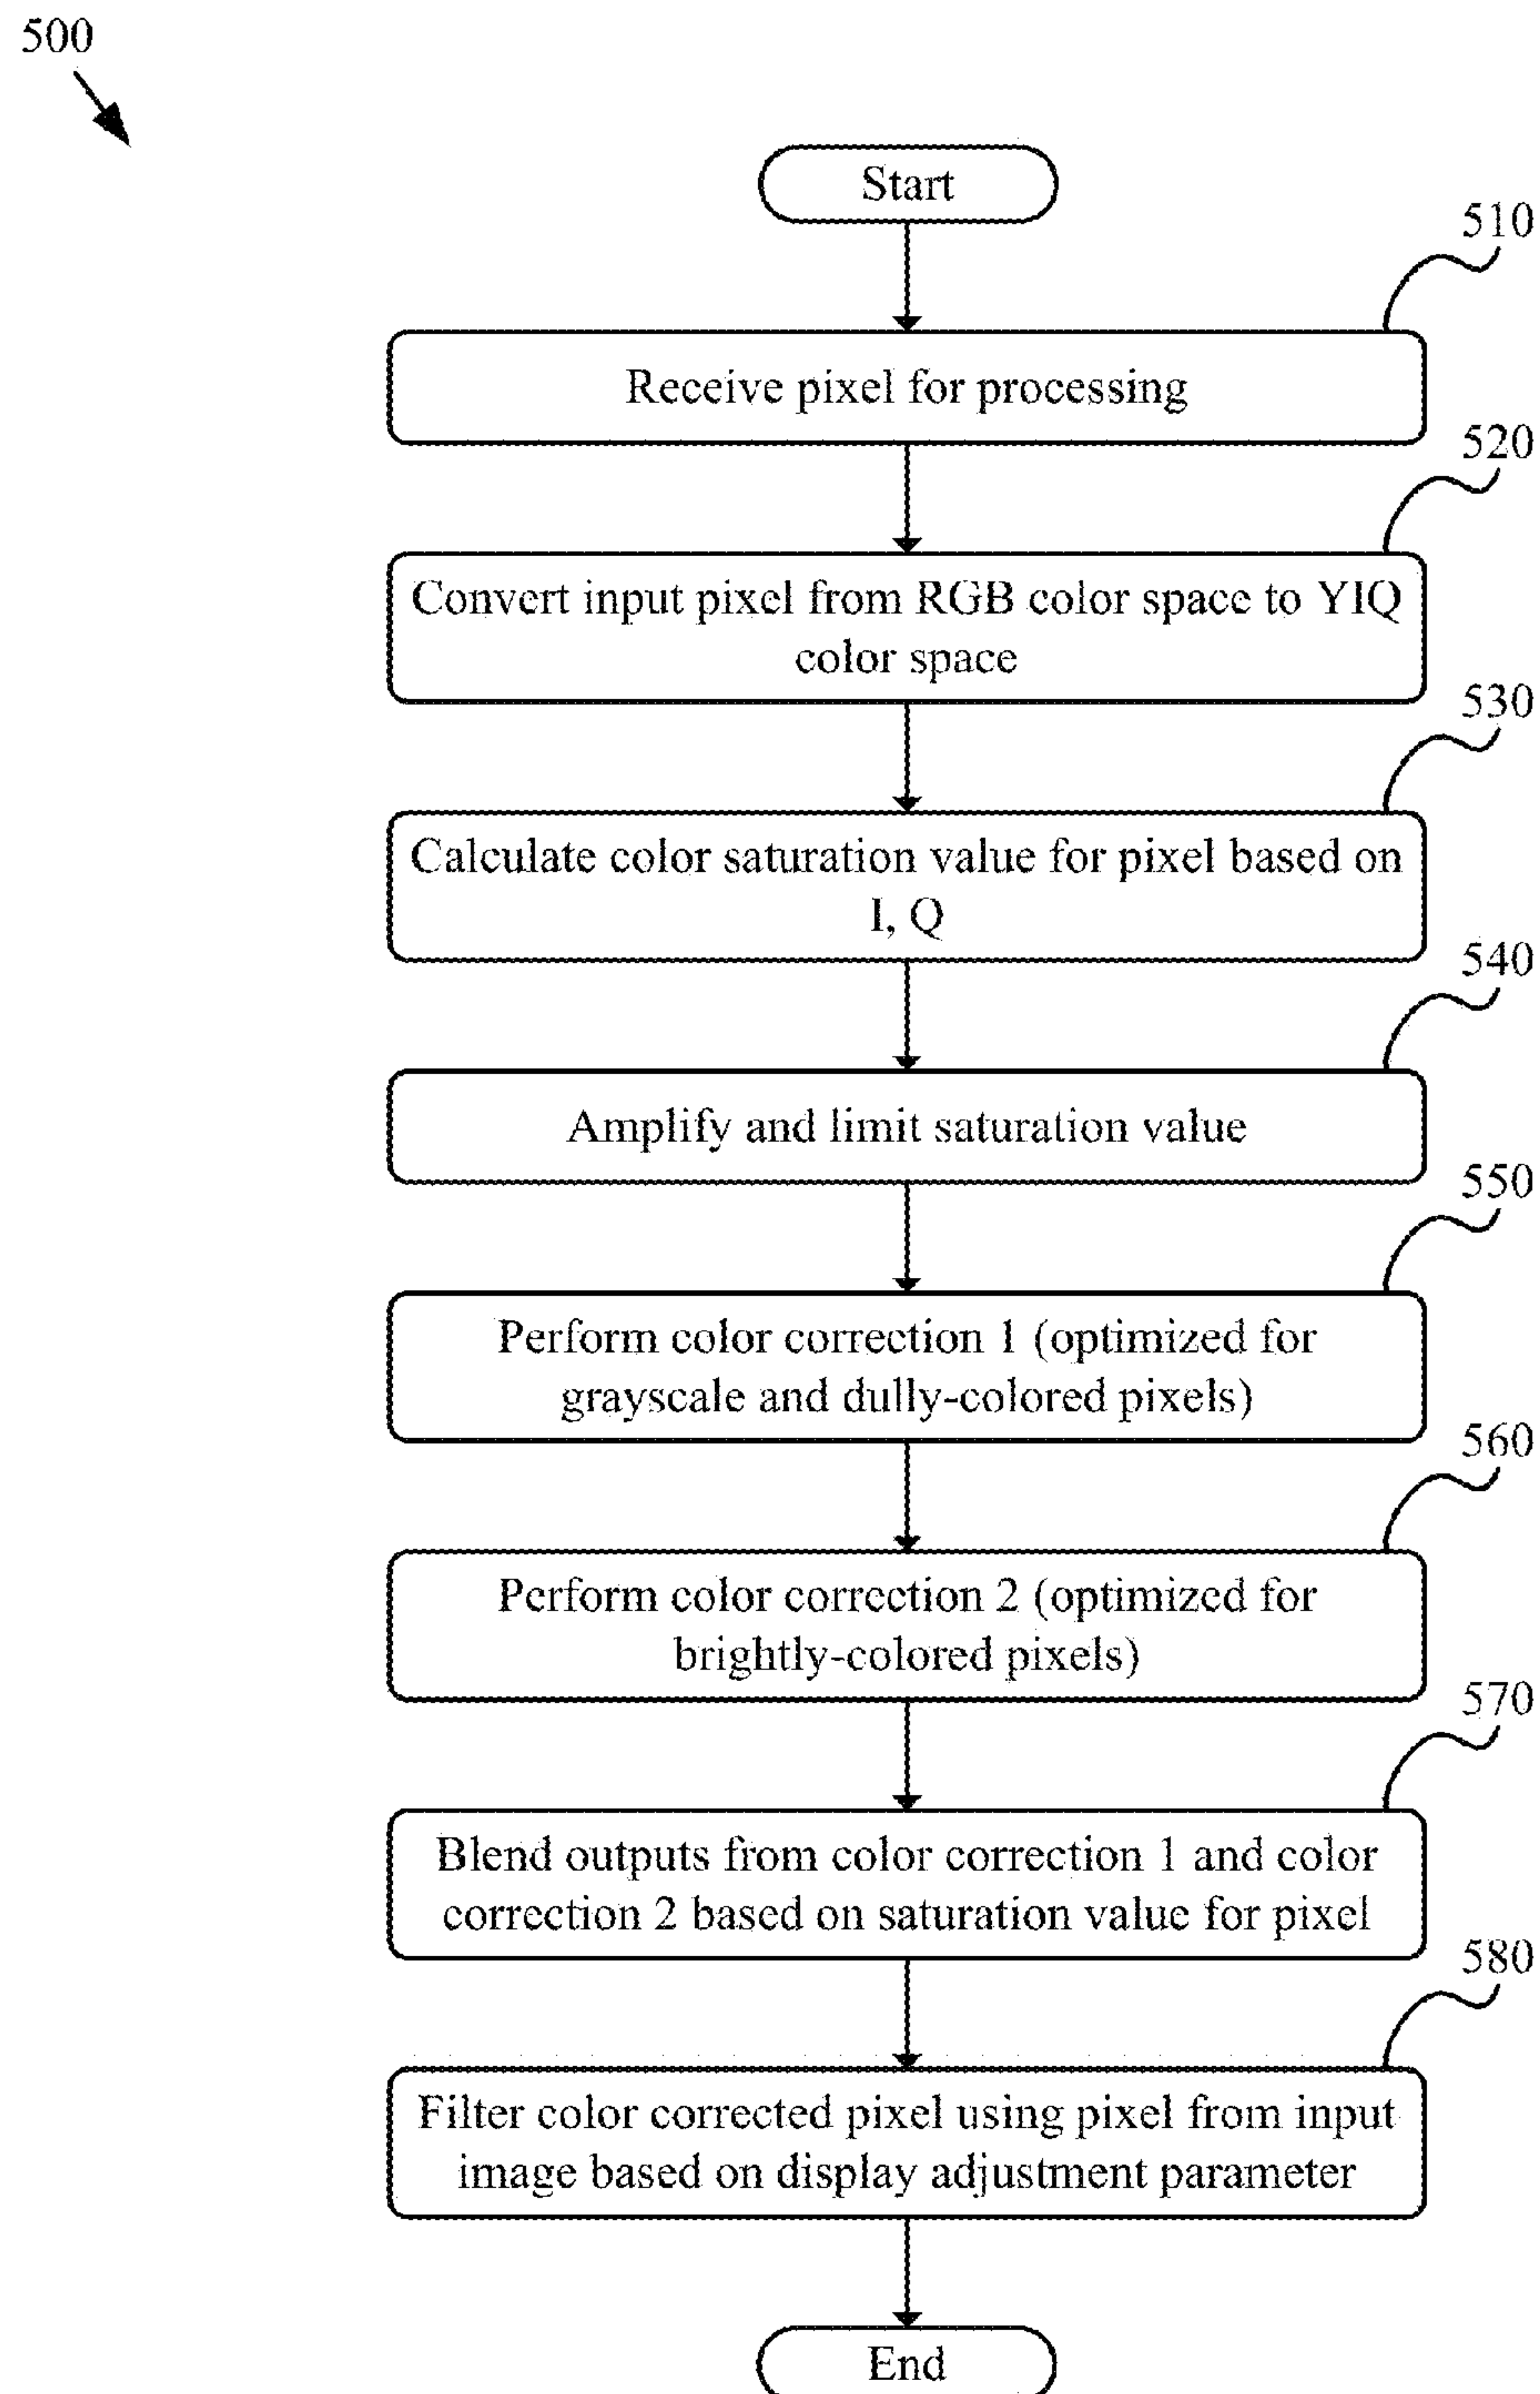 500
Start
510
Receive pixel for processing
520
Convert input pixel from RGB color space to YIQ
color space
530
Calculate color saturation value for pixel based on
I, Q
540
Amplify and limit saturation value
550
Perform color correction 1 (optimized for
grayscale and dully-colored pixels)
560
Perform color correction 2 (optimized for
brightly-colored pixels)
570
Blend outputs from color correction 1 and color
correction 2 based on saturation value for pixel
580
Filter color corrected pixel using pixel from input
image based on display adjustment parameter
End